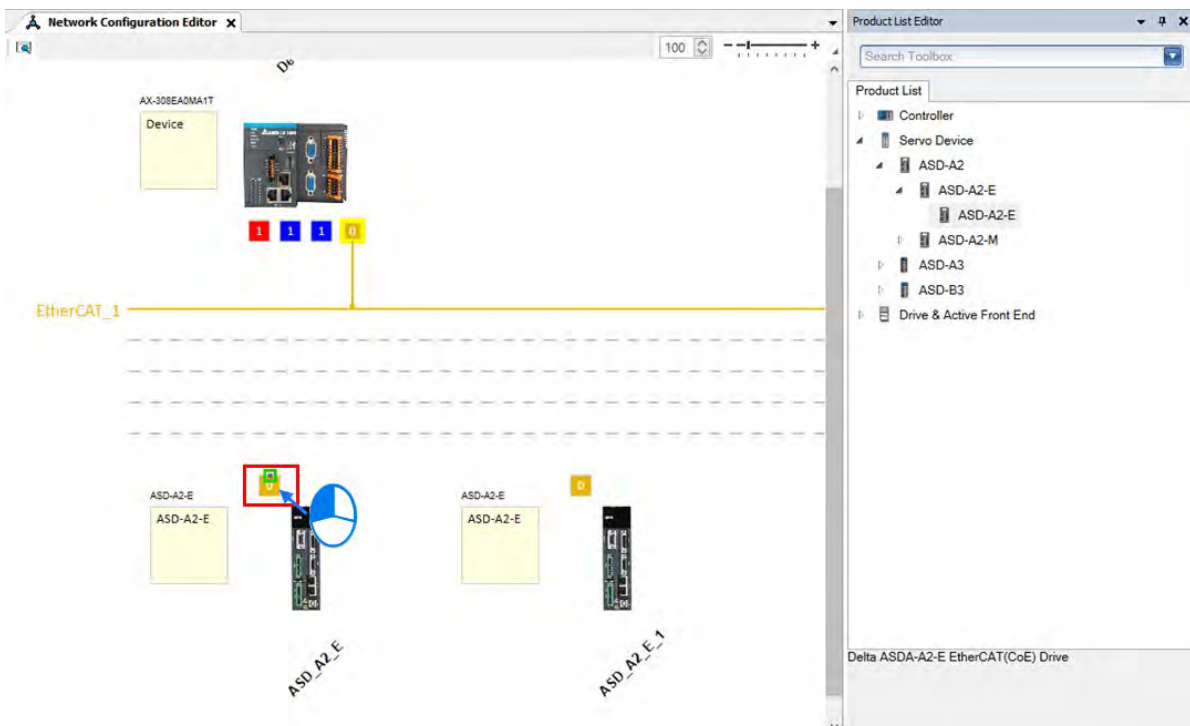 Network Configuration Editor
100
AX-308EA0MA1T
Device
1 1 1 0
EtherCAT_1
ASD-A2-E
ASD-A2-E
ASD_A2_E
ASD-A2-E
ASD-A2-E
ASD_A2_E_1
Product List Editor
Search Toolbox
Product List
Controller
Servo Device
ASD-A2
ASD-A2-E
ASD-A2-E
ASD-A2-M
ASD-A3
ASD-B3
Drive & Active Front End
Delta ASDA-A2-E EtherCAT(CoE) Drive